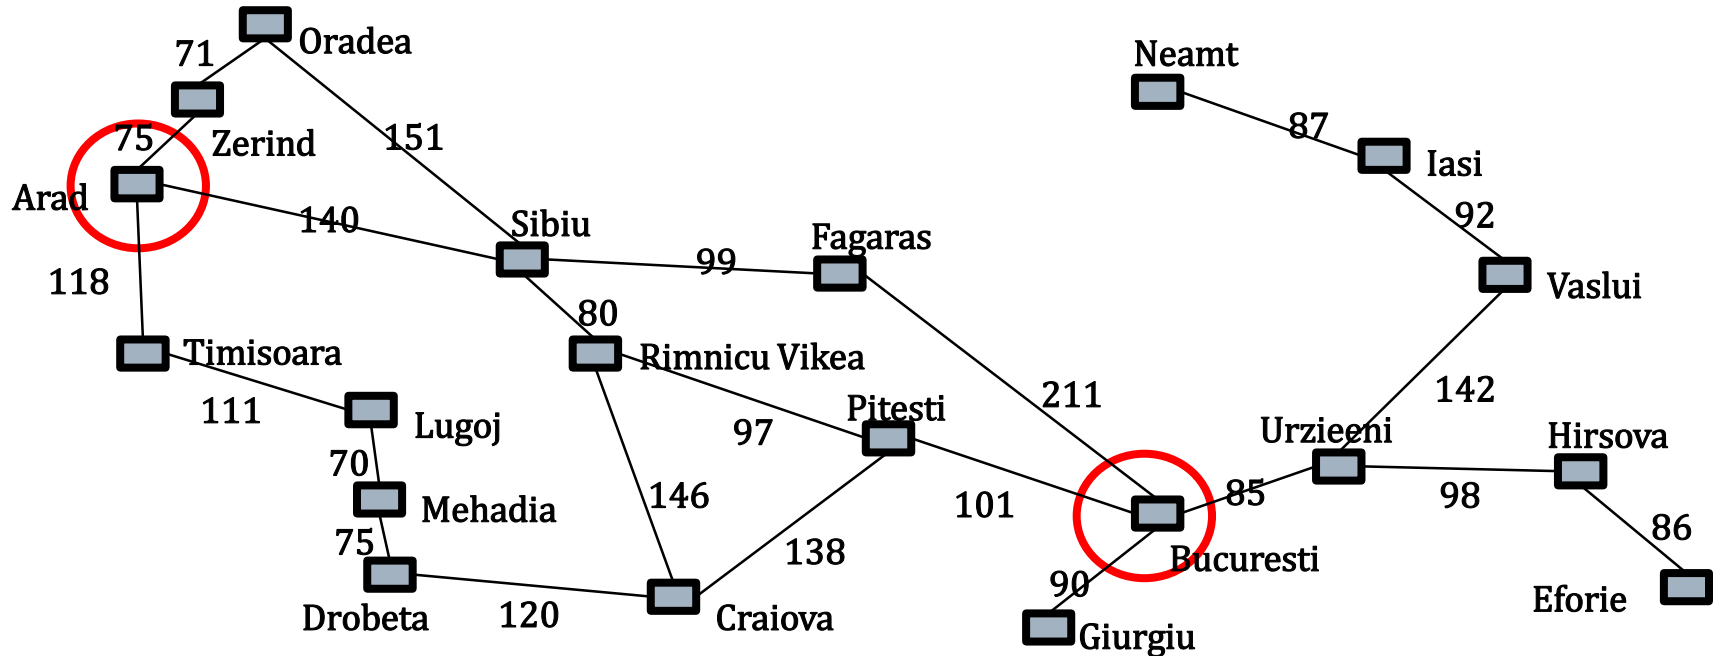 Oradea
71
Neamt
87
75
Zerind
151
Iasi
Arad
140
Sibiu
92
Fagaras
99
118
Vaslui
80
Timisoara
Rimnicu Vikea
211
142
111
Lugoj
97
Pitesti
Urzieeni
Hirsova
70
146
101
85
98
Mehadia
75
138
86
Bucuresti
90
Drobeta
120
Craiova
Eforie
Giurgiu